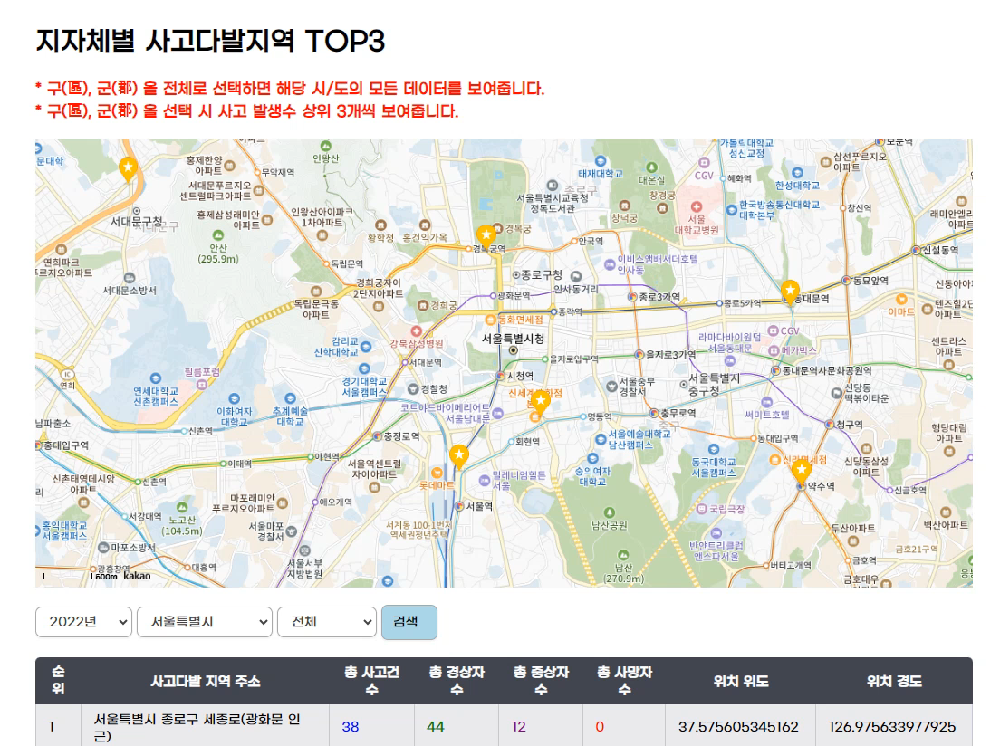 지자체별 사고다발지역 TOP3
* 구(區), 군(郡) 을 전체로 선택하면 해당 시/도의 모든 데이터를 보여줍니다.
* 구(區), 군(郡) 을 선택 시 사고 발생수 상위 3개씩 보여줍니다.
문대학
홍제한양
아파트
무악재역
인왕산
서대문푸르지오
센트럴파크아파트
서대문구청
홍제삼성래미안
아파트
인왕산아이파크
1차아파트
안산
(295.9m)
황학정
홍건익가옥
연희파크
푸르지오아파트
서대문소방서
독립문역
독립문극동
아파트
경희궁자이
2단지아파트
경희궁
태재대학교
서울특별시교육청
정독도서관
종로구
대온실
창경궁
창덕궁
CGV
가톨릭대학교
성신교정
혜화역
서울
대학교병원
한국방송통신대학교
대학본부
한성대학교
삼선푸르지오
아파트
보문역
창신역
래미안엘리
아파트
신설동역
경복궁
경복궁역
안국역
종로구청
인사동거리
이비스앰배서더호텔
인사동
광화문역
종로3가역
종로5가역
동대문역
동묘앞역
이마트
텐즈힐2단
아파트
동화면세점
종각역
서울특별시청
감리교
신학대학교
강북삼성병원
서대문역
을지로입구역
을지로3가역
라마다바이윈덤
서울동대문
CGV
메가박스
센트라스
아파트
동대문역사문화공원역
연희
필름포럼
연세대학교
신촌캠퍼스
이화여자
대학교
추계예술
대학교
경기대학교
서울캠퍼스
경찰청
시청역
서울중부
경찰서
서울특별시
중구청
신당동
떡볶이타운
코트야드바이메리어트
서울남대문
명동역
충무로역
중구
써미트호텔
청구역
남파출소
홍대입구역
신촌역
이대역
아현역
충정로역
회현역
서울예술대학교
남산캠퍼스
동대입구역
행당대림
아파트
신촌태영데시앙
아파트
신촌역
서울역센트럴
자이아파트
롯데마트
밀레니엄힐튼
서울
숭의여자
대학교
동국대학교
서울캠퍼스
신라면세점
신당동삼성
아파트
약수역
신금호역
서강대역
노고산
(104.5m)
마포래미안
푸르지오아파트
애오개역
서울역
국립극장
홍익대학교
서울캠퍼스
서울마포
경찰서
서계동 100-1번지
역세권청년주택
남산공원
반얀트리클럽
앤스파서울
두산아파트
벽산아파트
마포소방서
광흥창역
대흥역
서울서부
지방법원
남산
(270.9m)
버티고개역
금호역
금호21구역
금호대우
600m kakao
2022년 서울특별시 전체 검색
순위 사고다발 지역 주소 총 사고건수 총 경상자수 총 중상자수 총 사망자수 위치 위도 위치 경도
1 서울특별시 종로구 세종로(광화문 인근) 38 44 12 0 37.575605345162 126.975633977925